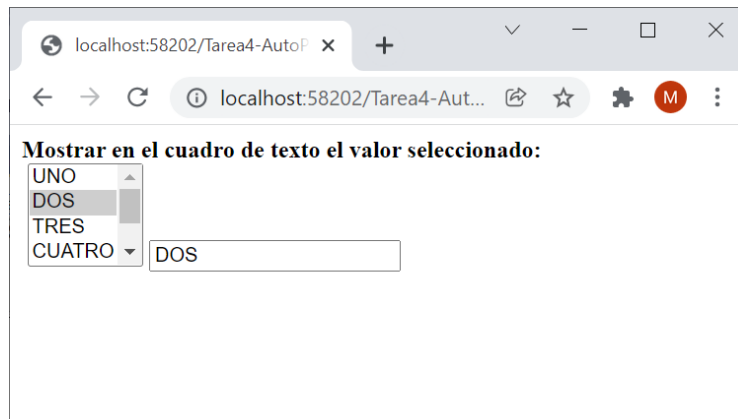 localhost:58202/Tarea4-AutoP
localhost:58202/Tarea4-Aut...
M
Mostrar en el cuadro de texto el valor seleccionado:
UNO
DOS
TRES
CUATRO
DOS